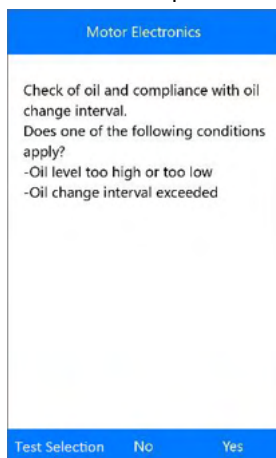 Motor Electronics
Check of oil and compliance with oil
change interval.
Does one of the following conditions
apply?
-Oil level too high or too low
-Oil change interval exceeded
Test Selection No Yes